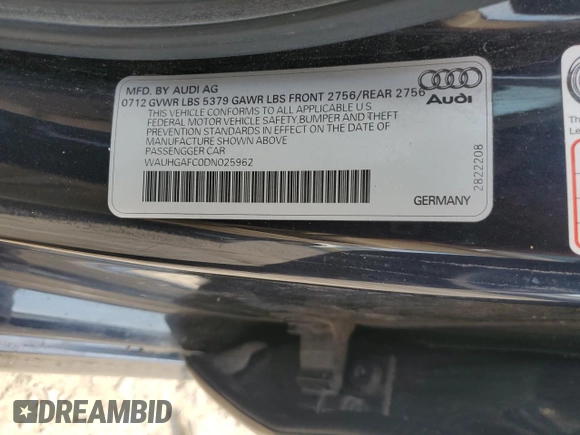 MFD. BY AUDI AG
0712 GVWR LBS 5379 GAWR LBS FRONT 2756/REAR 2756
THIS VEHICLE CONFORMS TO ALL APPLICABLE U S
FEDERAL MOTOR VEHICLE SAFETY,BUMPER AND THEFT
PREVENTION STANDARDS IN EFFECT ON THE DATE OF
MANUFACTURE SHOWN ABOVE
PASSENGGER CAR
WAUHGAFC0DN025962
Audi
2822208
GERMANY
DREAMBID